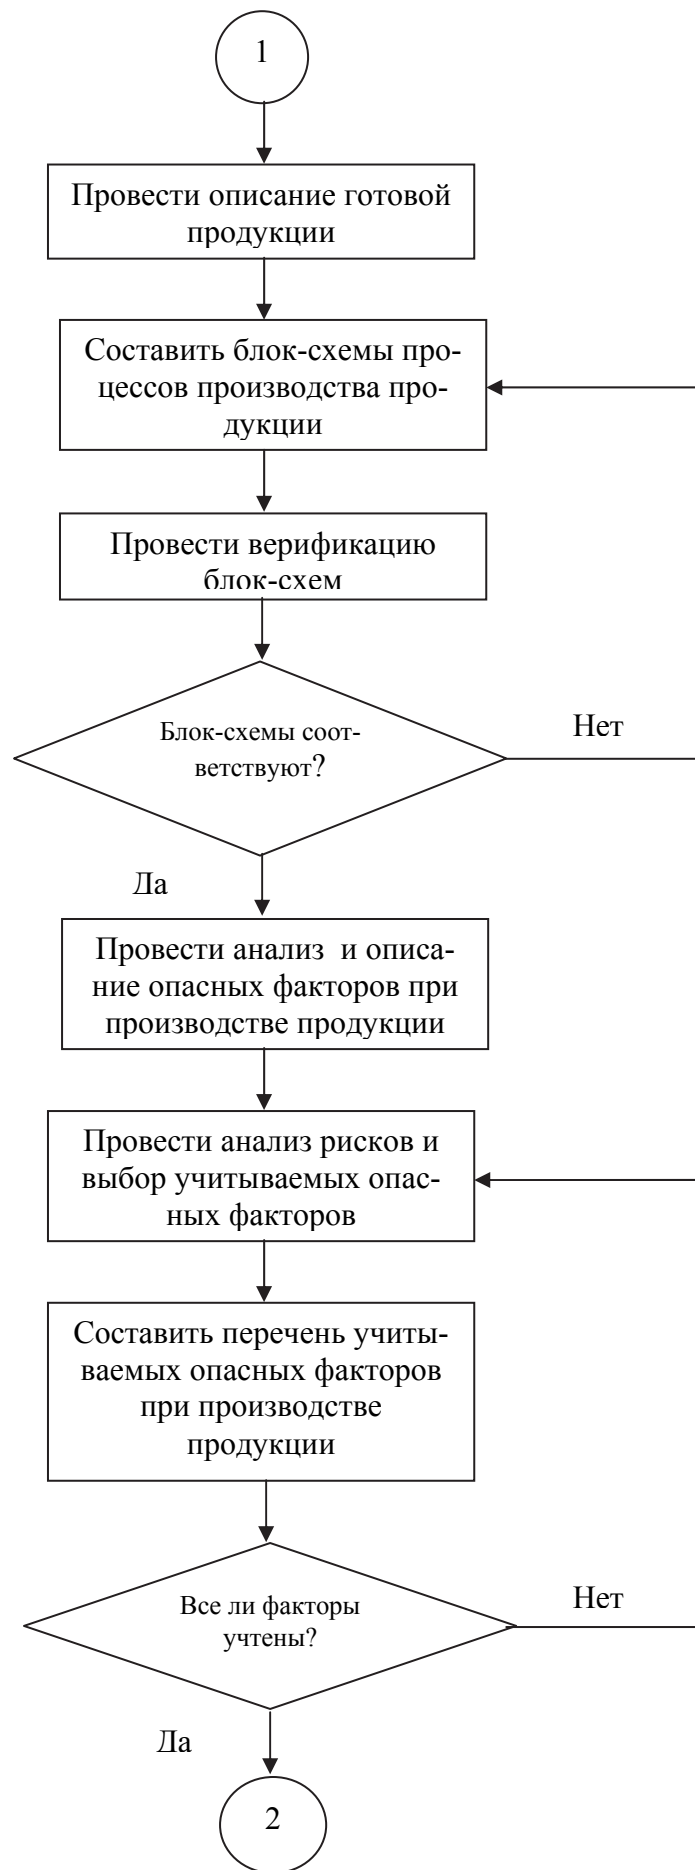 1
Провести описание готовой
продукции
Составить блок-схемы про-
цессов производства про-
дукции
Провести верификацию
блок-схем
Блок-схемы соот-
ветствуют?
Нет
Да
Провести анализ и описа-
ние опасных факторов при
производстве продукции
Провести анализ рисков и
выбор учитываемых опас-
ных факторов
Составить перечень учиты-
ваемых опасных факторов
при производстве
продукции
Все ли факторы
учтены?
Нет
Да
2